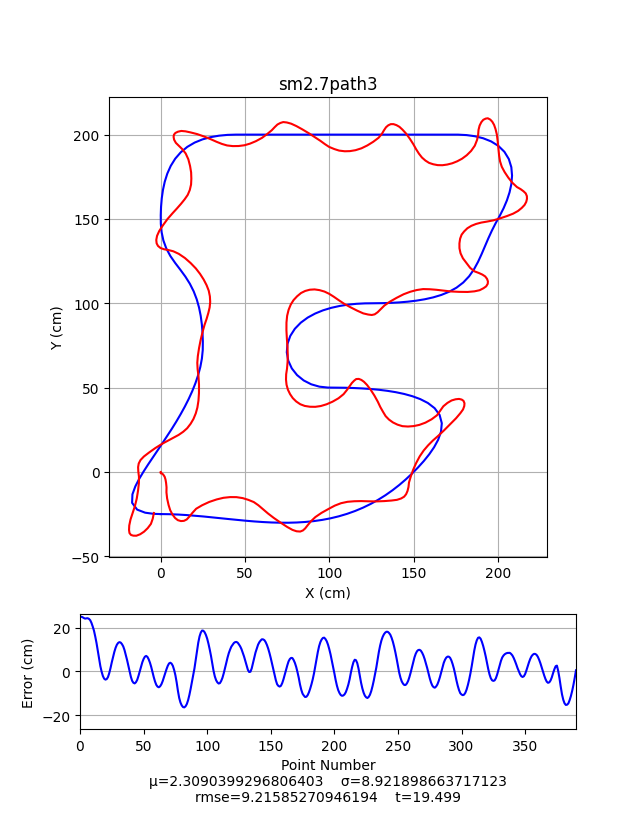 sm2.7path3
200
150
100
50
0
−50
Y (cm)
0 50 100 150 200
X (cm)
20
0
−20
Error (cm)
0 50 100 150 200 250 300 350
Point Number
μ=2.3090399296806403 σ=8.921898663717123
rmse=9.21585270946194 t=19.499